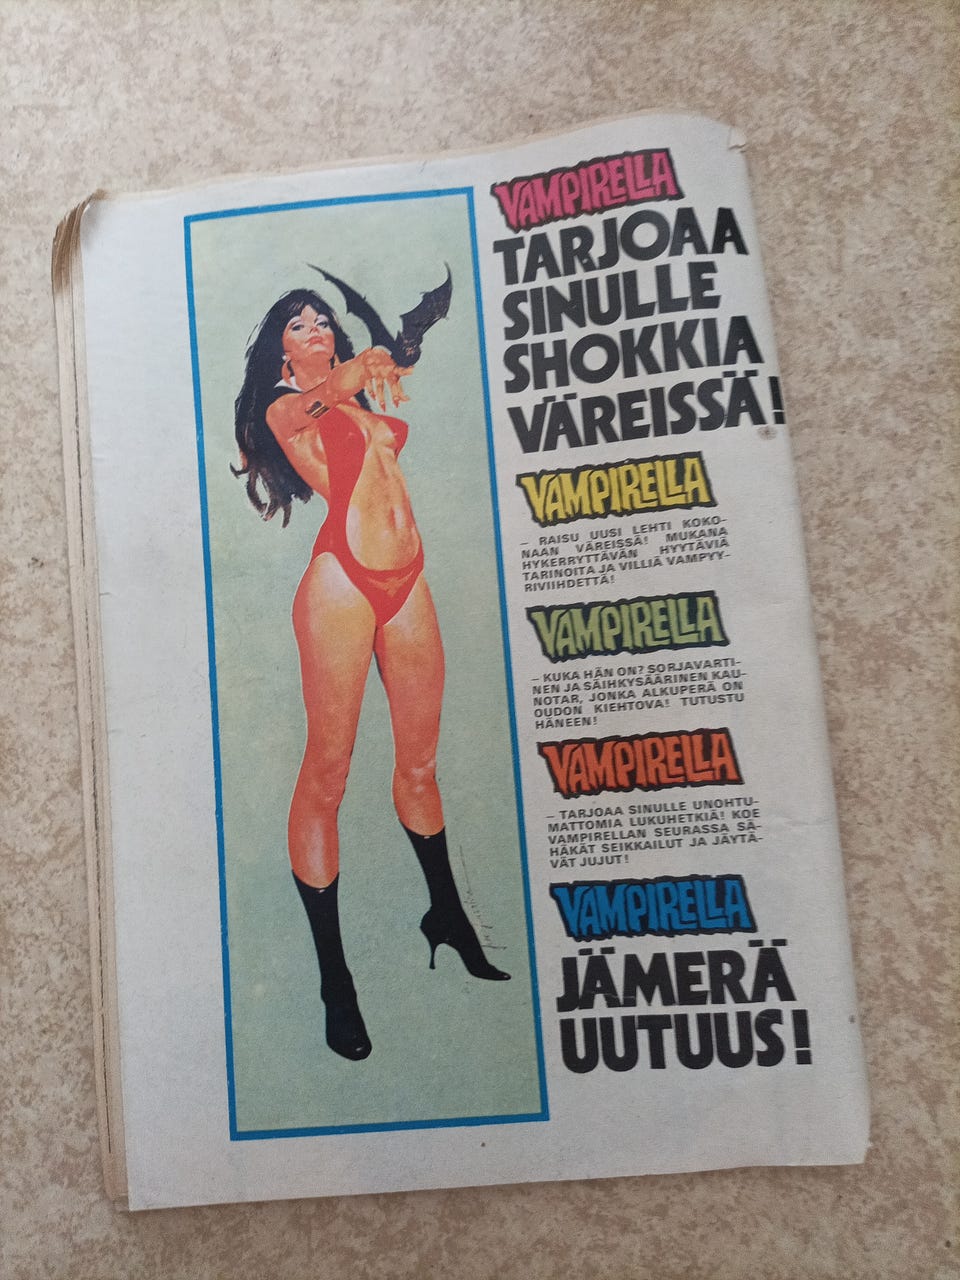 VAMPIRELLA
TARJOAA
SINULLE
SHOKKIA
VÄREISSÄ!
VAMPIRELLA
– RAISU UUSI LEHTI KOKO-
NAAN VÄREISSÄ! MUKANA
HYKERRYTTÄVÄN HYYTÄVIÄ
TARINOITA JA VILLIÄ VAMPYY-
RIVIIHDETTÄ!
VAMPIRELLA
– KUKA HÄN ON? SORJAVARTI-
NEN JA SÄIHKYSÄÄRINEN KAU-
NOTAR, JONKA ALKUPERÄ ON
OUDON KIEHTOVA! TUTUSTU
HÄNEEN!
VAMPIRELLA
– TARJOAA SINULLE UNOHTU-
MATTOMIA LUKUHETKIÄ! KOE
VAMPIRELLAN SEURASSA SÄ-
HÄKÄT SEIKKAILUT JA JÄYTÄ-
VÄT JUJUT!
VAMPIRELLA
JÄMERÄ
UUTUUS!